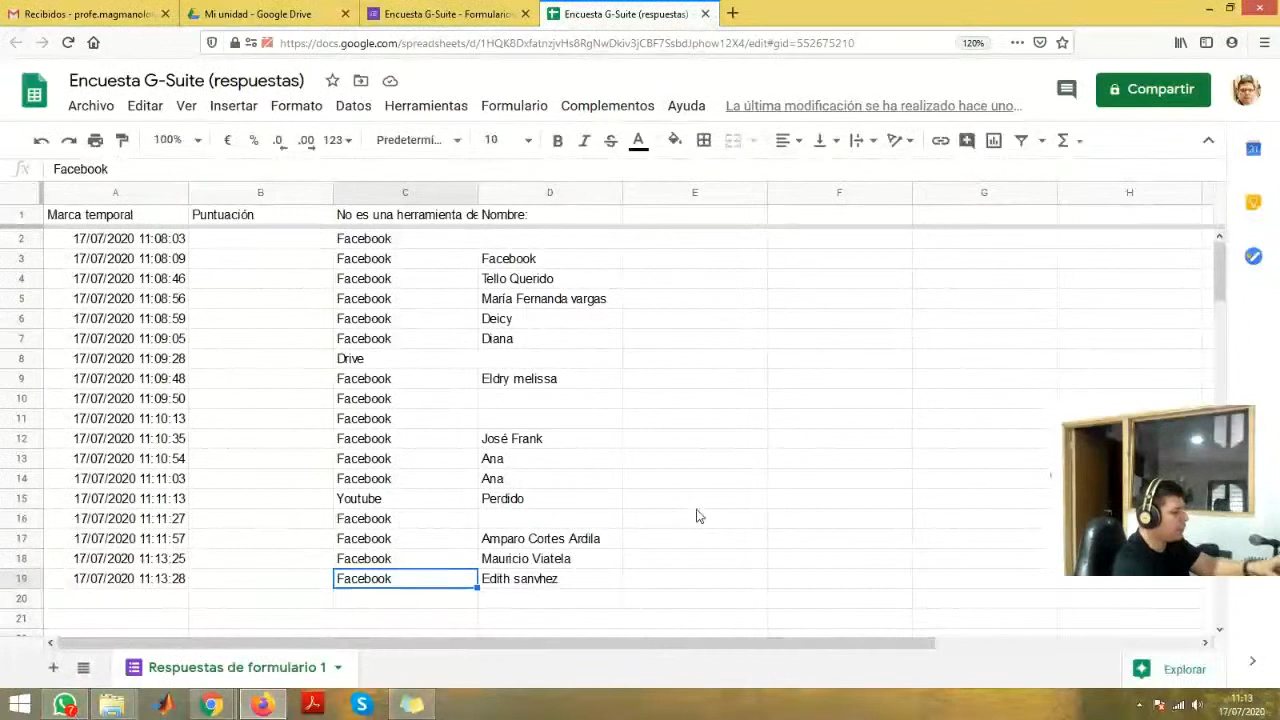 Recibidos - profe.magmanolo
Mi unidad - Google Drive
Encuesta G-Suite - Formulario
Encuesta G-Suite (respuestas)
120%
Encuesta G-Suite (respuestas)
Archivo Editar Ver Insertar Formato Datos Herramientas Formulario Complementos Ayuda La última modificación se ha realizado hace uno...
Compartir
100% € % .0 .00 123 Predetermi... 10
Facebook
A B C D E F G H
1 Marca temporal Puntuación No es una herramienta de Nombre:
2 17/07/2020 11:08:03 Facebook
3 17/07/2020 11:08:09 Facebook Facebook
4 17/07/2020 11:08:46 Facebook Tello Querido
5 17/07/2020 11:08:56 Facebook María Fernanda vargas
6 17/07/2020 11:08:59 Facebook Deicy
7 17/07/2020 11:09:05 Facebook Diana
8 17/07/2020 11:09:28 Drive
9 17/07/2020 11:09:48 Facebook Eldry melissa
10 17/07/2020 11:09:50 Facebook
11 17/07/2020 11:10:13 Facebook
12 17/07/2020 11:10:35 Facebook José Frank
13 17/07/2020 11:10:54 Facebook Ana
14 17/07/2020 11:11:03 Facebook Ana
15 17/07/2020 11:11:13 Youtube Perdido
16 17/07/2020 11:11:27 Facebook
17 17/07/2020 11:11:57 Facebook Amparo Cortes Ardila
18 17/07/2020 11:13:25 Facebook Mauricio Viatela
19 17/07/2020 11:13:28 Facebook Edith sanvhez
20
21
Respuestas de formulario 1
Explorar
11:13
17/07/2020